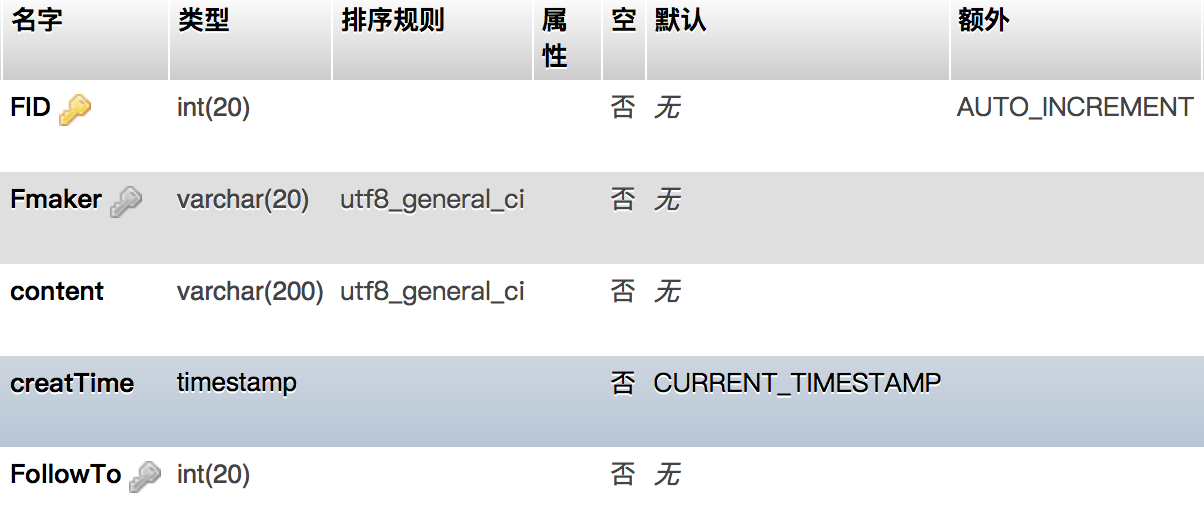 名字 类型 排序规则 属性 空 默认 额外
FID int(20) 否 无 AUTO_INCREMENT
Fmaker varchar(20) utf8_general_ci 否 无
content varchar(200) utf8_general_ci 否 无
creatTime timestamp 否 CURRENT_TIMESTAMP
FollowTo int(20) 否 无